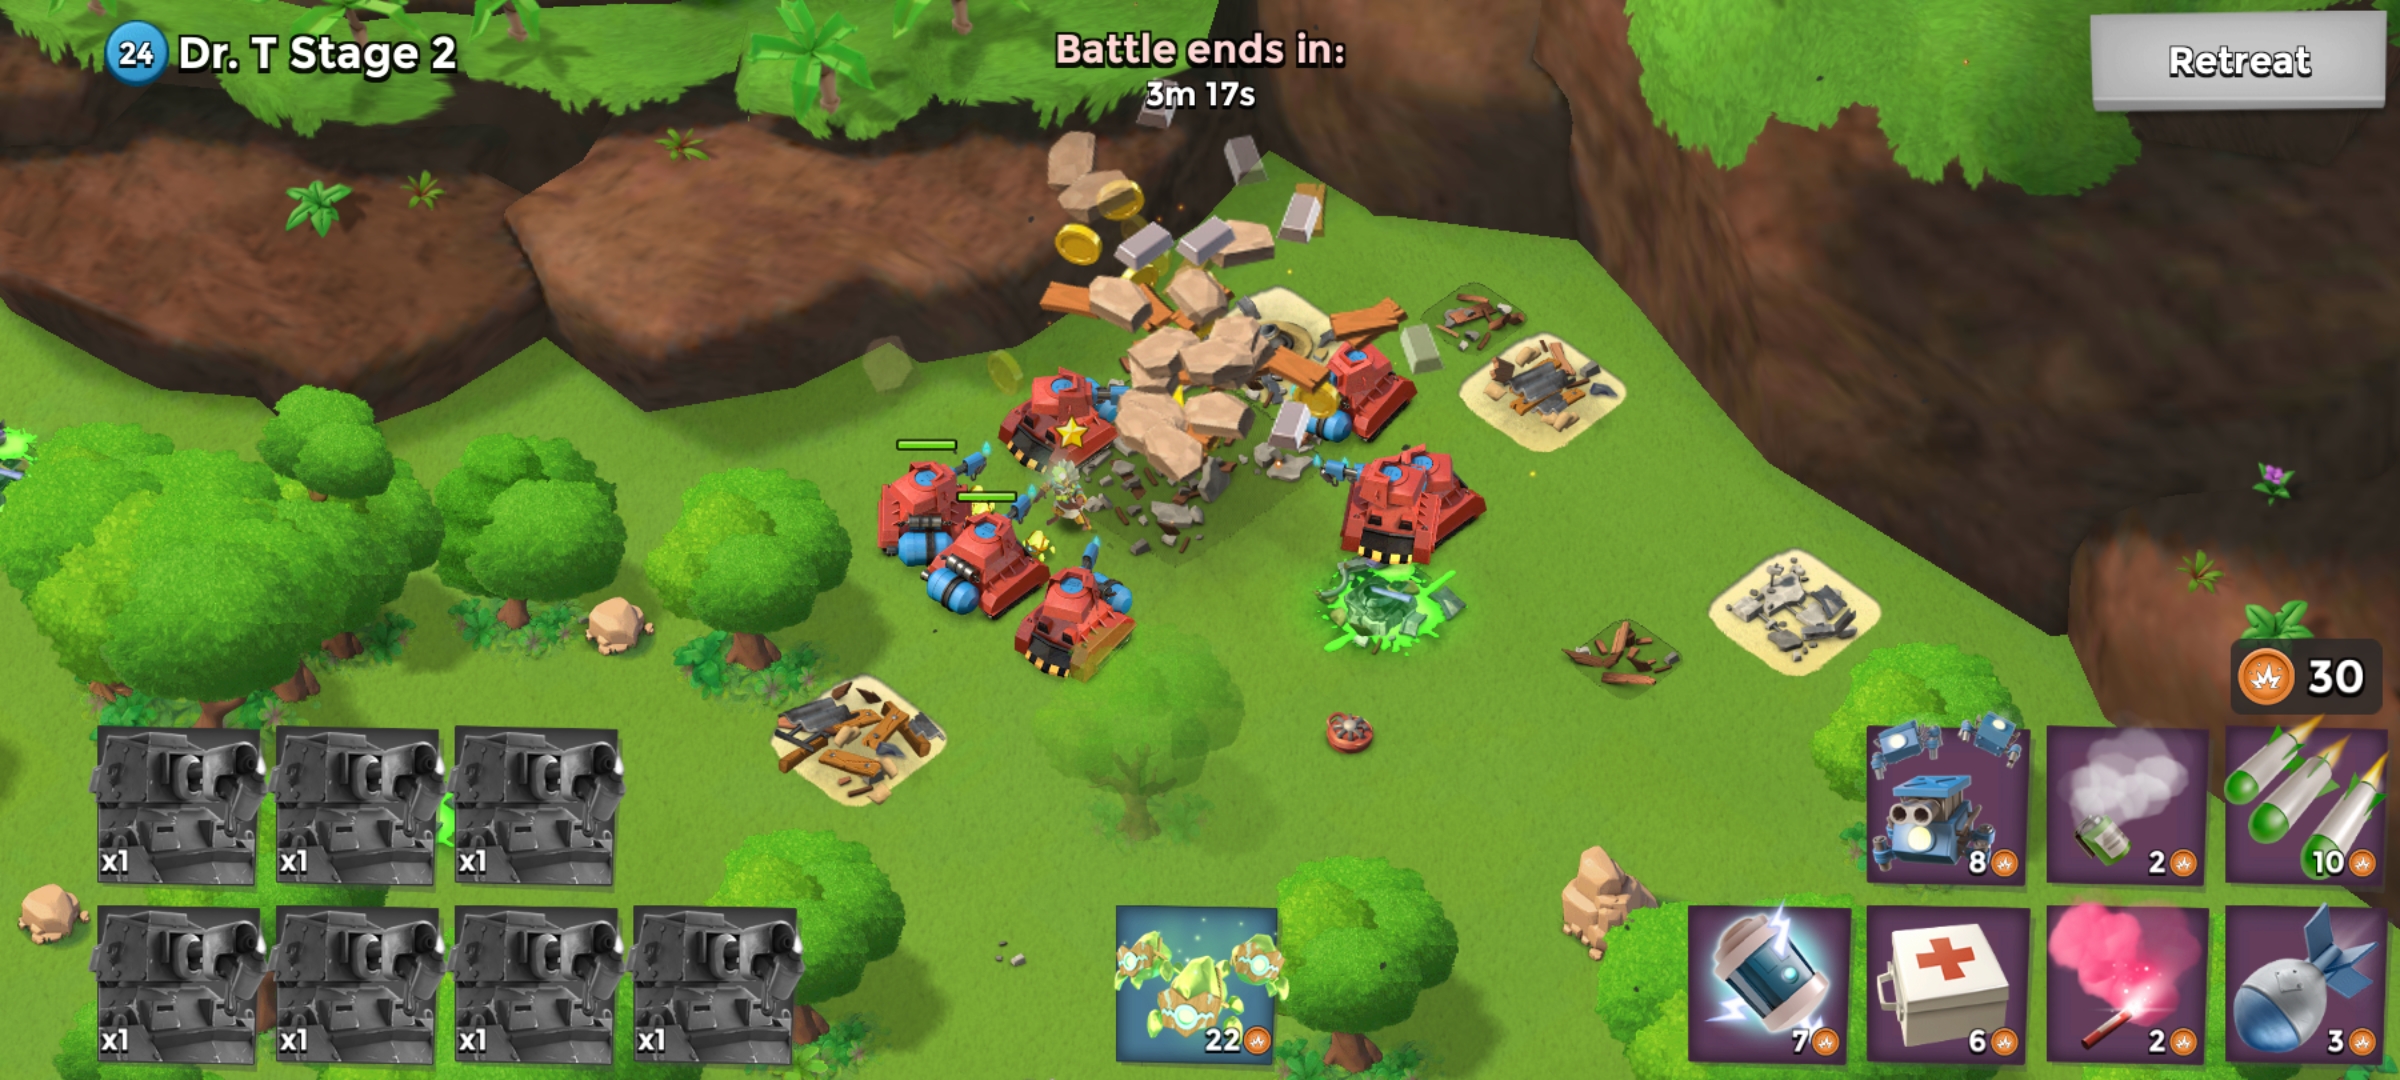 24 Dr. T Stage 2
Battle ends in:
3m 17s
Retreat
30
x1 x1 x1
8 2 10
x1 x1 x1 x1
22
7 6 2 3